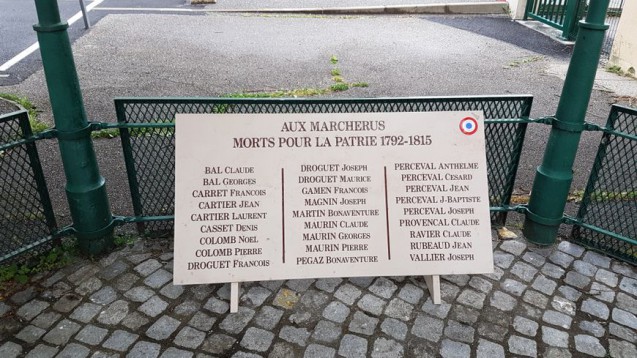 AUX MARCHERUS
MORTS POUR LA PATRIE 1792-1815
BAL CLAUDE
BAL GEORGES
CARRET FRANCOIS
CARTIER JEAN
CARTIER LAURENT
CASSET DENIS
COLOMB NOEL
COLOMB PIERRE
DROGUET FRANCOIS
DROGUET JOSEPH
DROGUET MAURICE
GAMEN FRANCOIS
MAGNIN JOSEPH
MARTIN BONAVENTURE
MAURIN CLAUDE
MAURIN GEORGES
MAURIN PIERRE
PEGAZ BONAVENTURE
PERCEVAL ANTHELME
PERCEVAL CESARD
PERCEVAL JEAN
PERCEVAL J-BAPTISTE
PERCEVAL JOSEPH
PROVENCAL CLAUDE
RAVIER CLAUDE
RUBEAUD JEAN
VALLIER JOSEPH